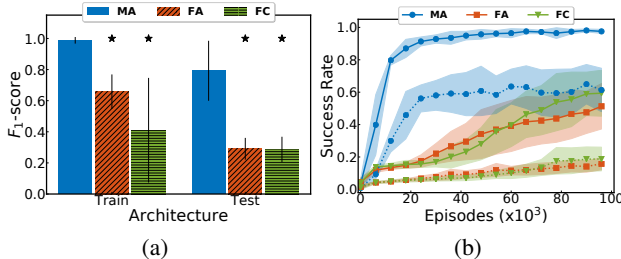 MA FA FC
1.0
0.8
0.6
0.4
0.2
0.0
F1-score
★ ★ ★ ★
Train Test
Architecture
(a)
MA FA FC
1.0
0.8
0.6
0.4
0.2
0.0
Success Rate
0 20 40 60 80 100
Episodes (x10³)
(b)